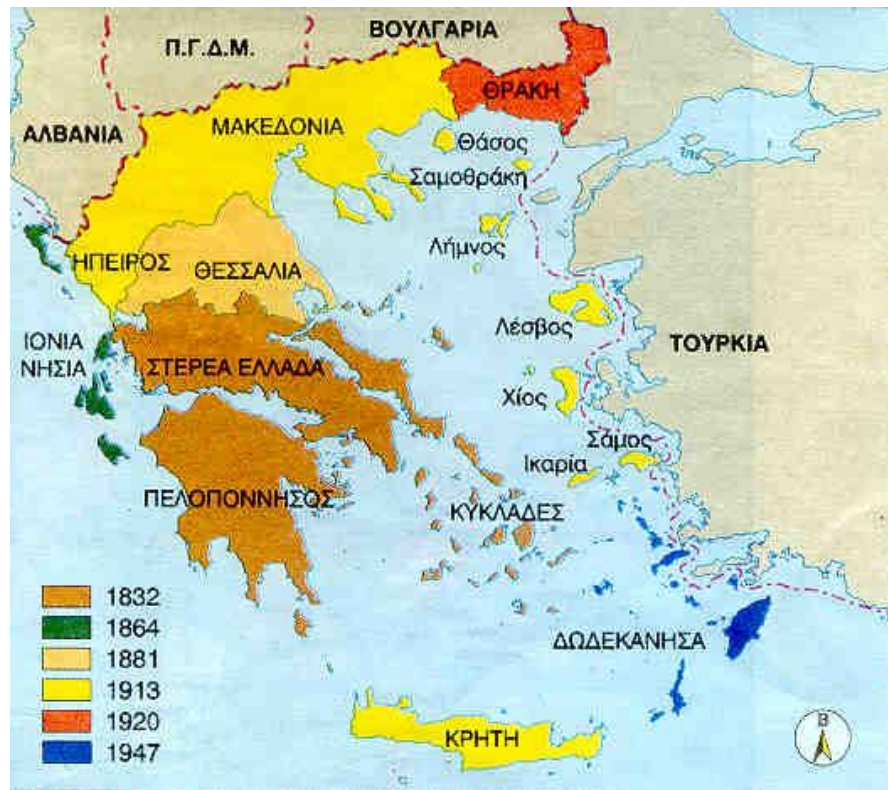 ΒΟΥΛΓΑΡΙΑ
Π.Γ.Δ.Μ.
ΘΡΑΚΗ
ΑΛΒΑΝΙΑ
ΜΑΚΕΔΟΝΙΑ
Θάσος
Σαμοθράκη
Λήμνος
ΗΠΕΙΡΟΣ
ΘΕΣΣΑΛΙΑ
Λέσβος
ΙΟΝΙΑ
ΝΗΣΙΑ
ΤΟΥΡΚΙΑ
ΣΤΕΡΕΑ ΕΛΛΑΔΑ
Χίος
Σάμος
Ικαρία
ΠΕΛΟΠΟΝΝΗΣΟΣ
ΚΥΚΛΑΔΕΣ
1832
1864
1881
1913
1920
1947
ΔΩΔΕΚΑΝΗΣΑ
ΚΡΗΤΗ
Β